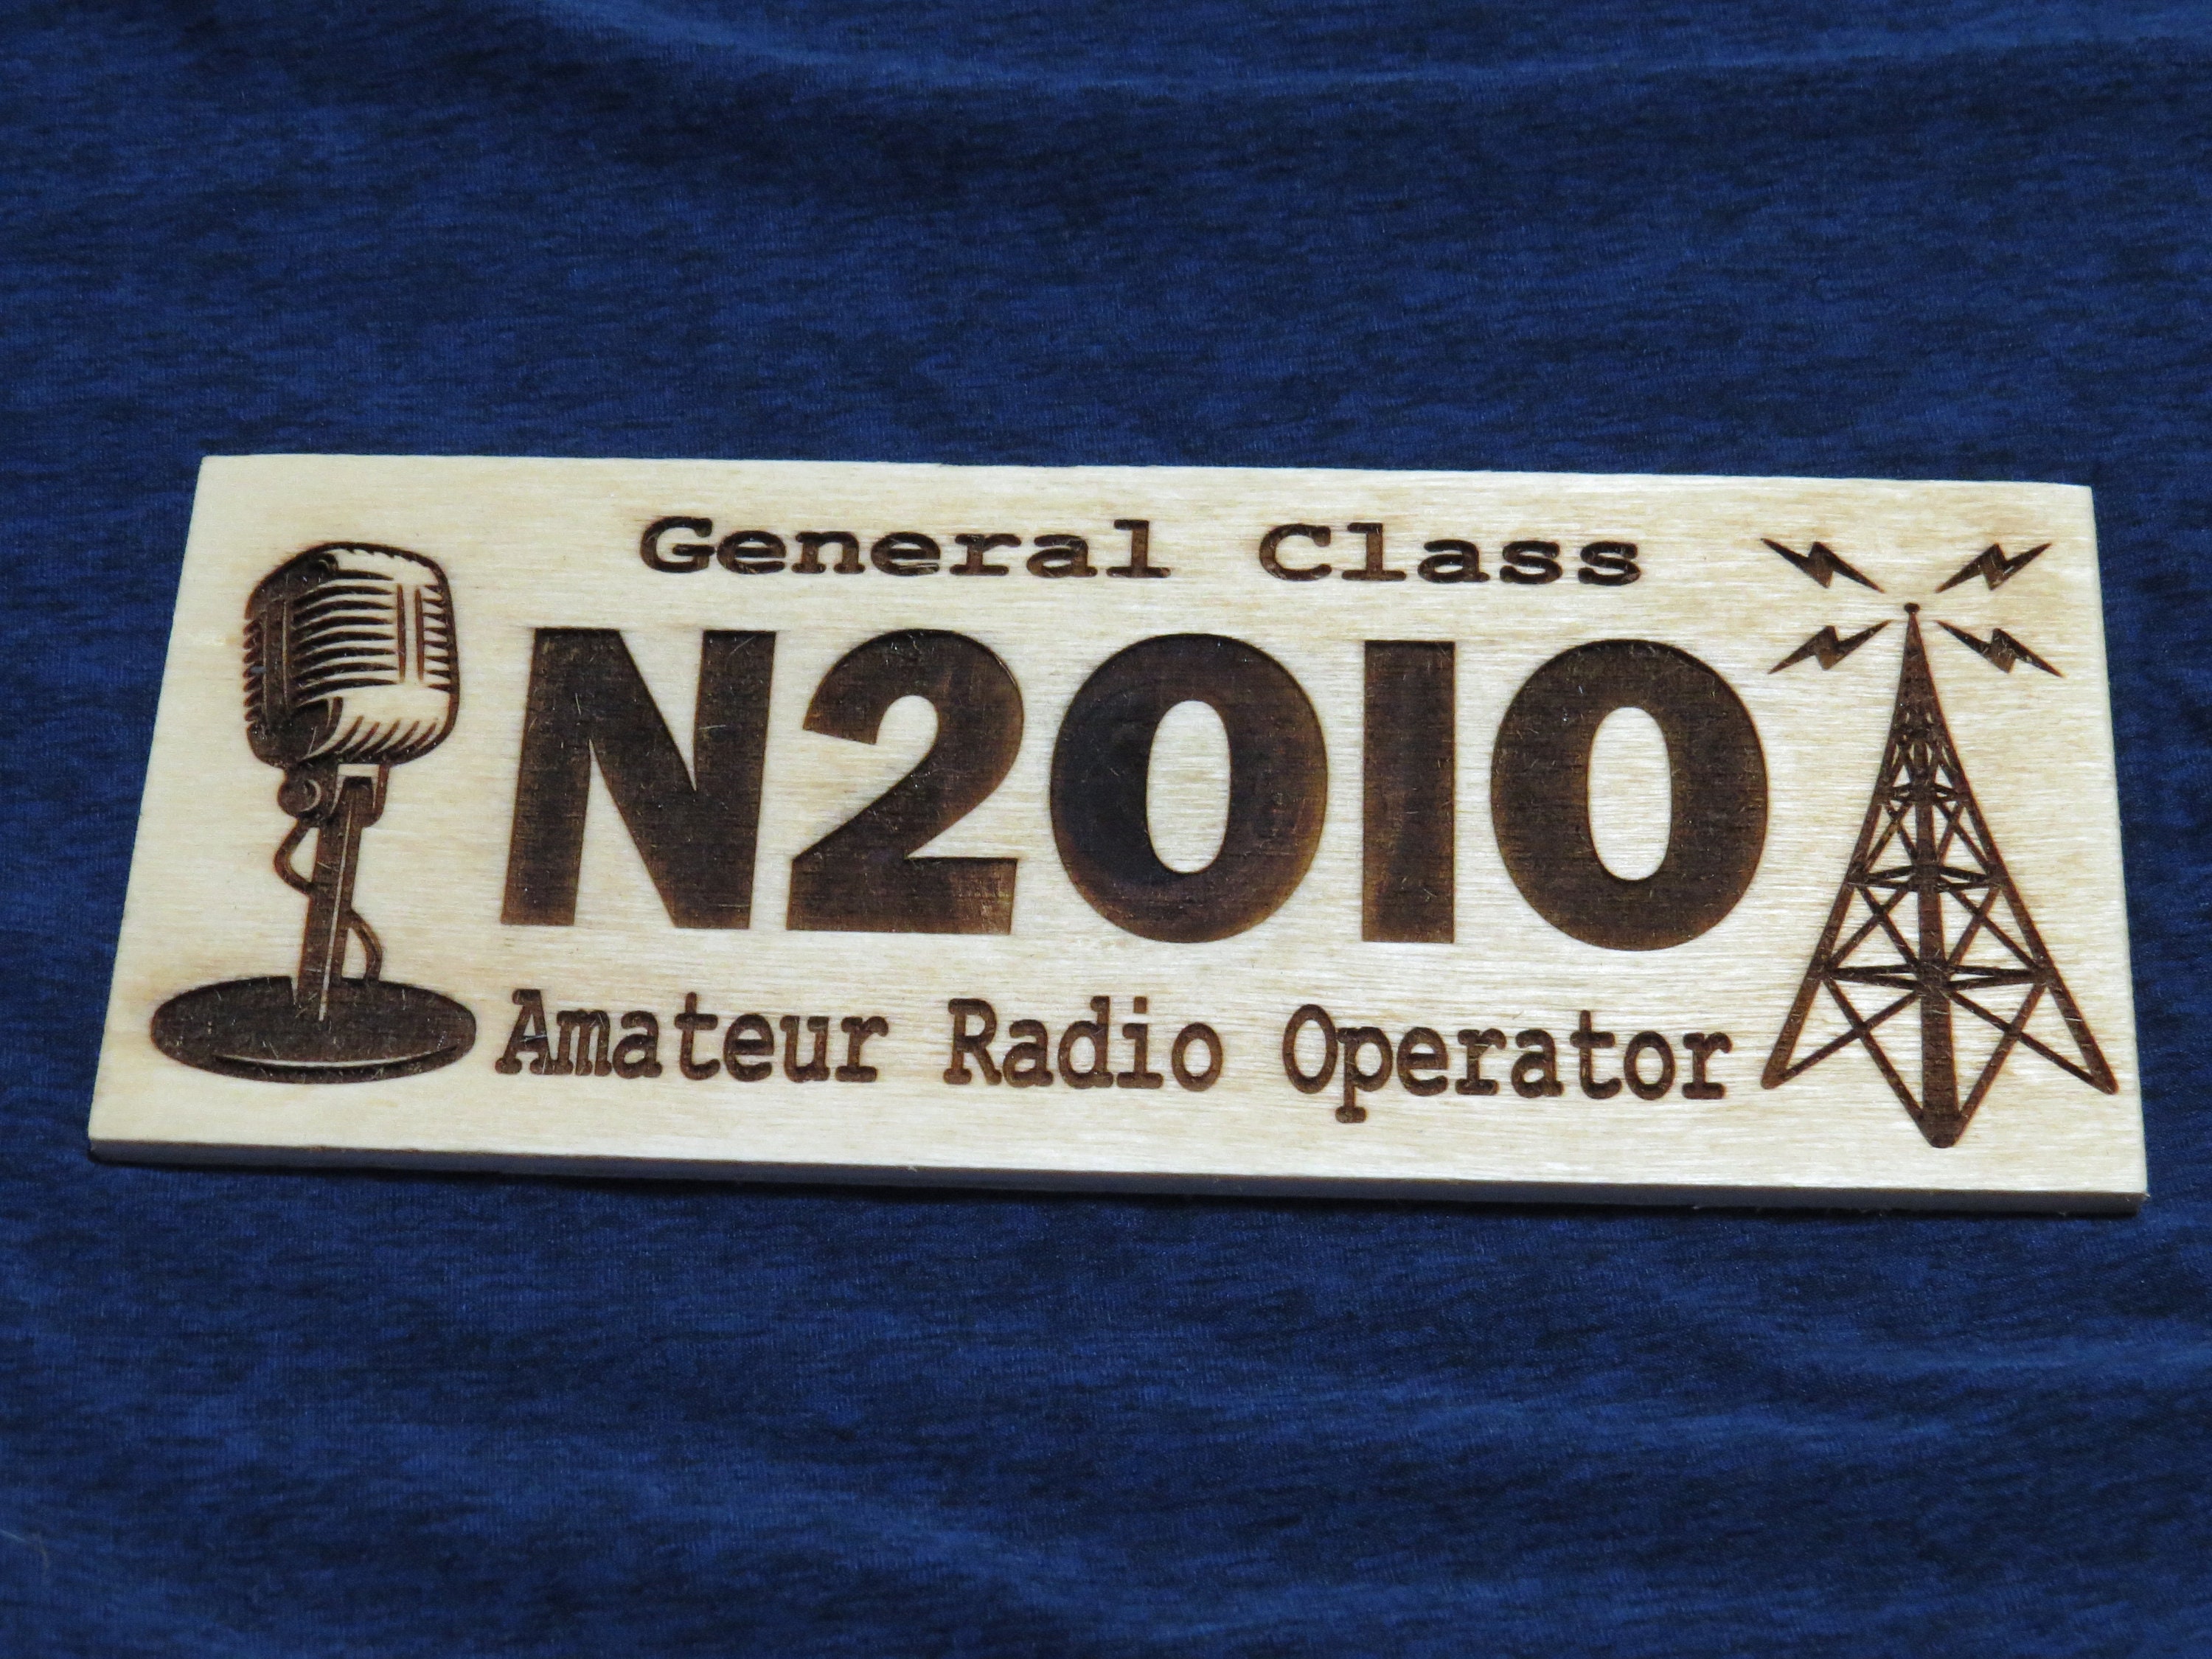 General Class
N2OIO
Amateur Radio Operator